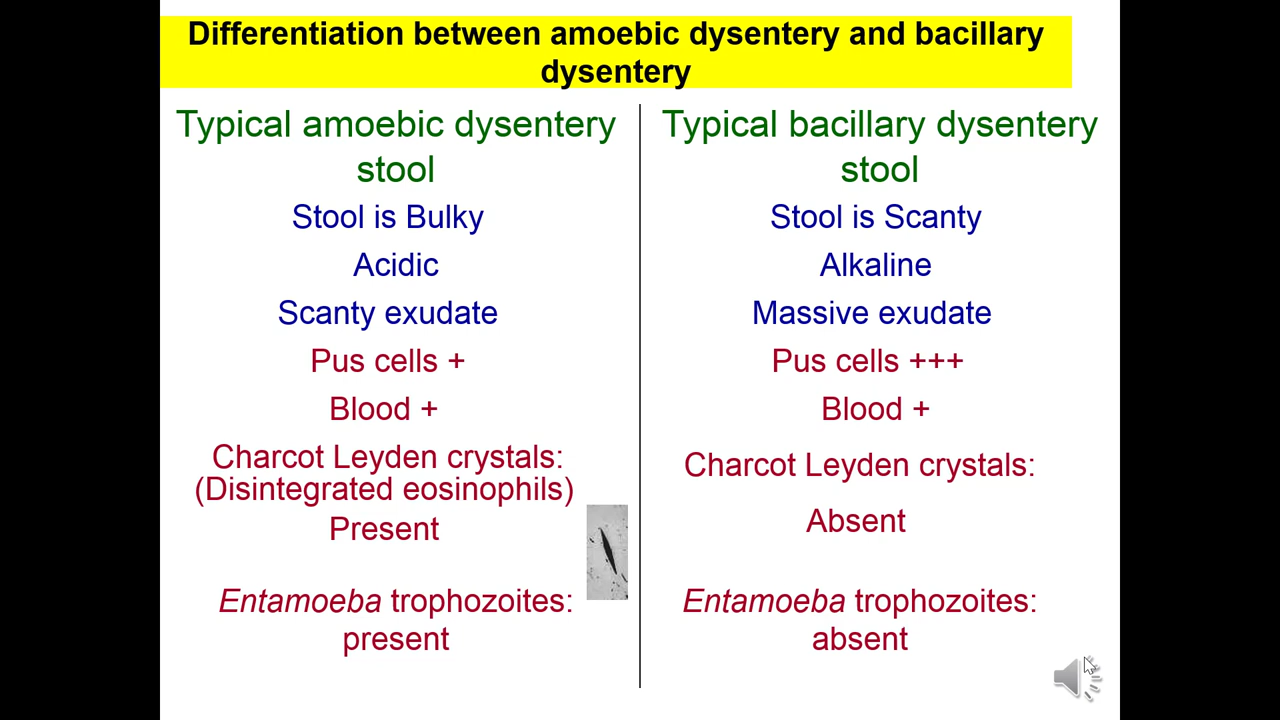 Differentiation between amoebic dysentery and bacillary
dysentery
Typical amoebic dysentery
stool
Stool is Bulky
Acidic
Scanty exudate
Pus cells +
Blood +
Charcot Leyden crystals:
(Disintegrated eosinophils)
Present
Entamoeba trophozoites:
present
Typical bacillary dysentery
stool
Stool is Scanty
Alkaline
Massive exudate
Pus cells +++
Blood +
Charcot Leyden crystals:
Absent
Entamoeba trophozoites:
absent